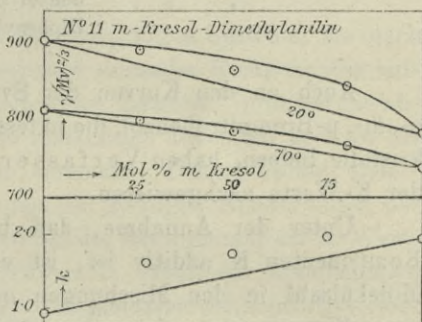 Nº 11 m-Kresol-Dimethylanilin
900
γ(Mv)²/³
20°
800
70°
Mol % m Kresol
700
25
50
75
2.0
k
1.0